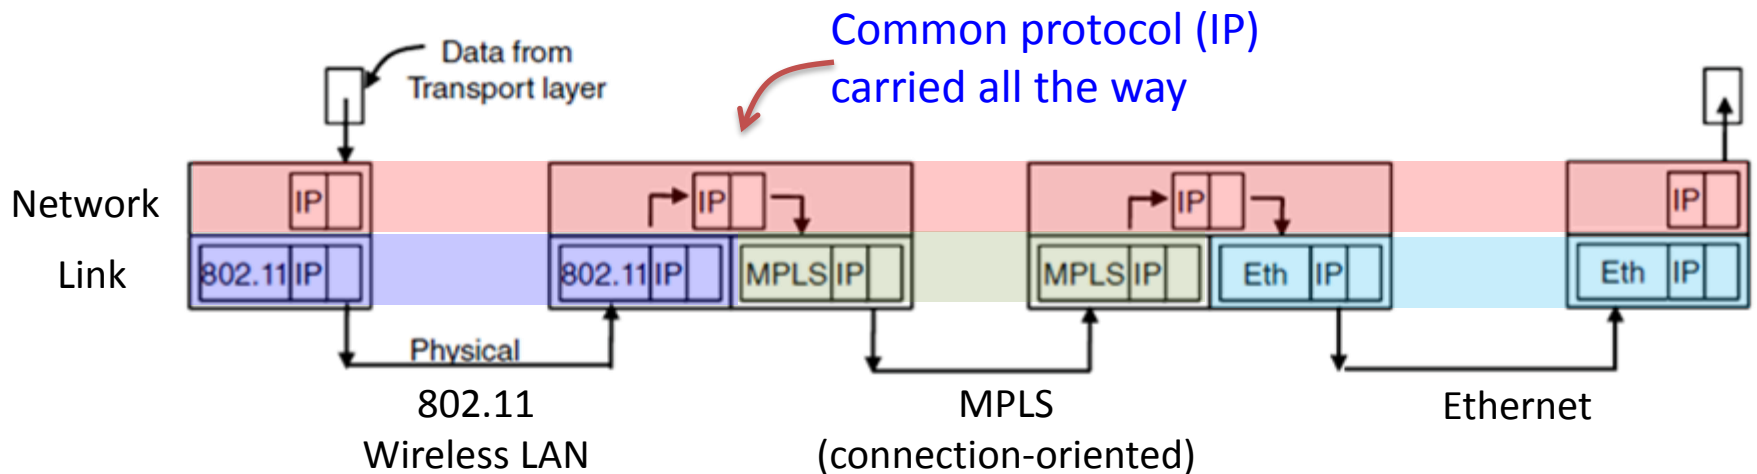 Common protocol (IP)
carried all the way
Data from
Transport layer
Network
IP
IP
IP
IP
Link
802.11 IP
802.11 IP
MPLS IP
MPLS IP
Eth IP
Eth IP
Physical
802.11
Wireless LAN
MPLS
(connection-oriented)
Ethernet